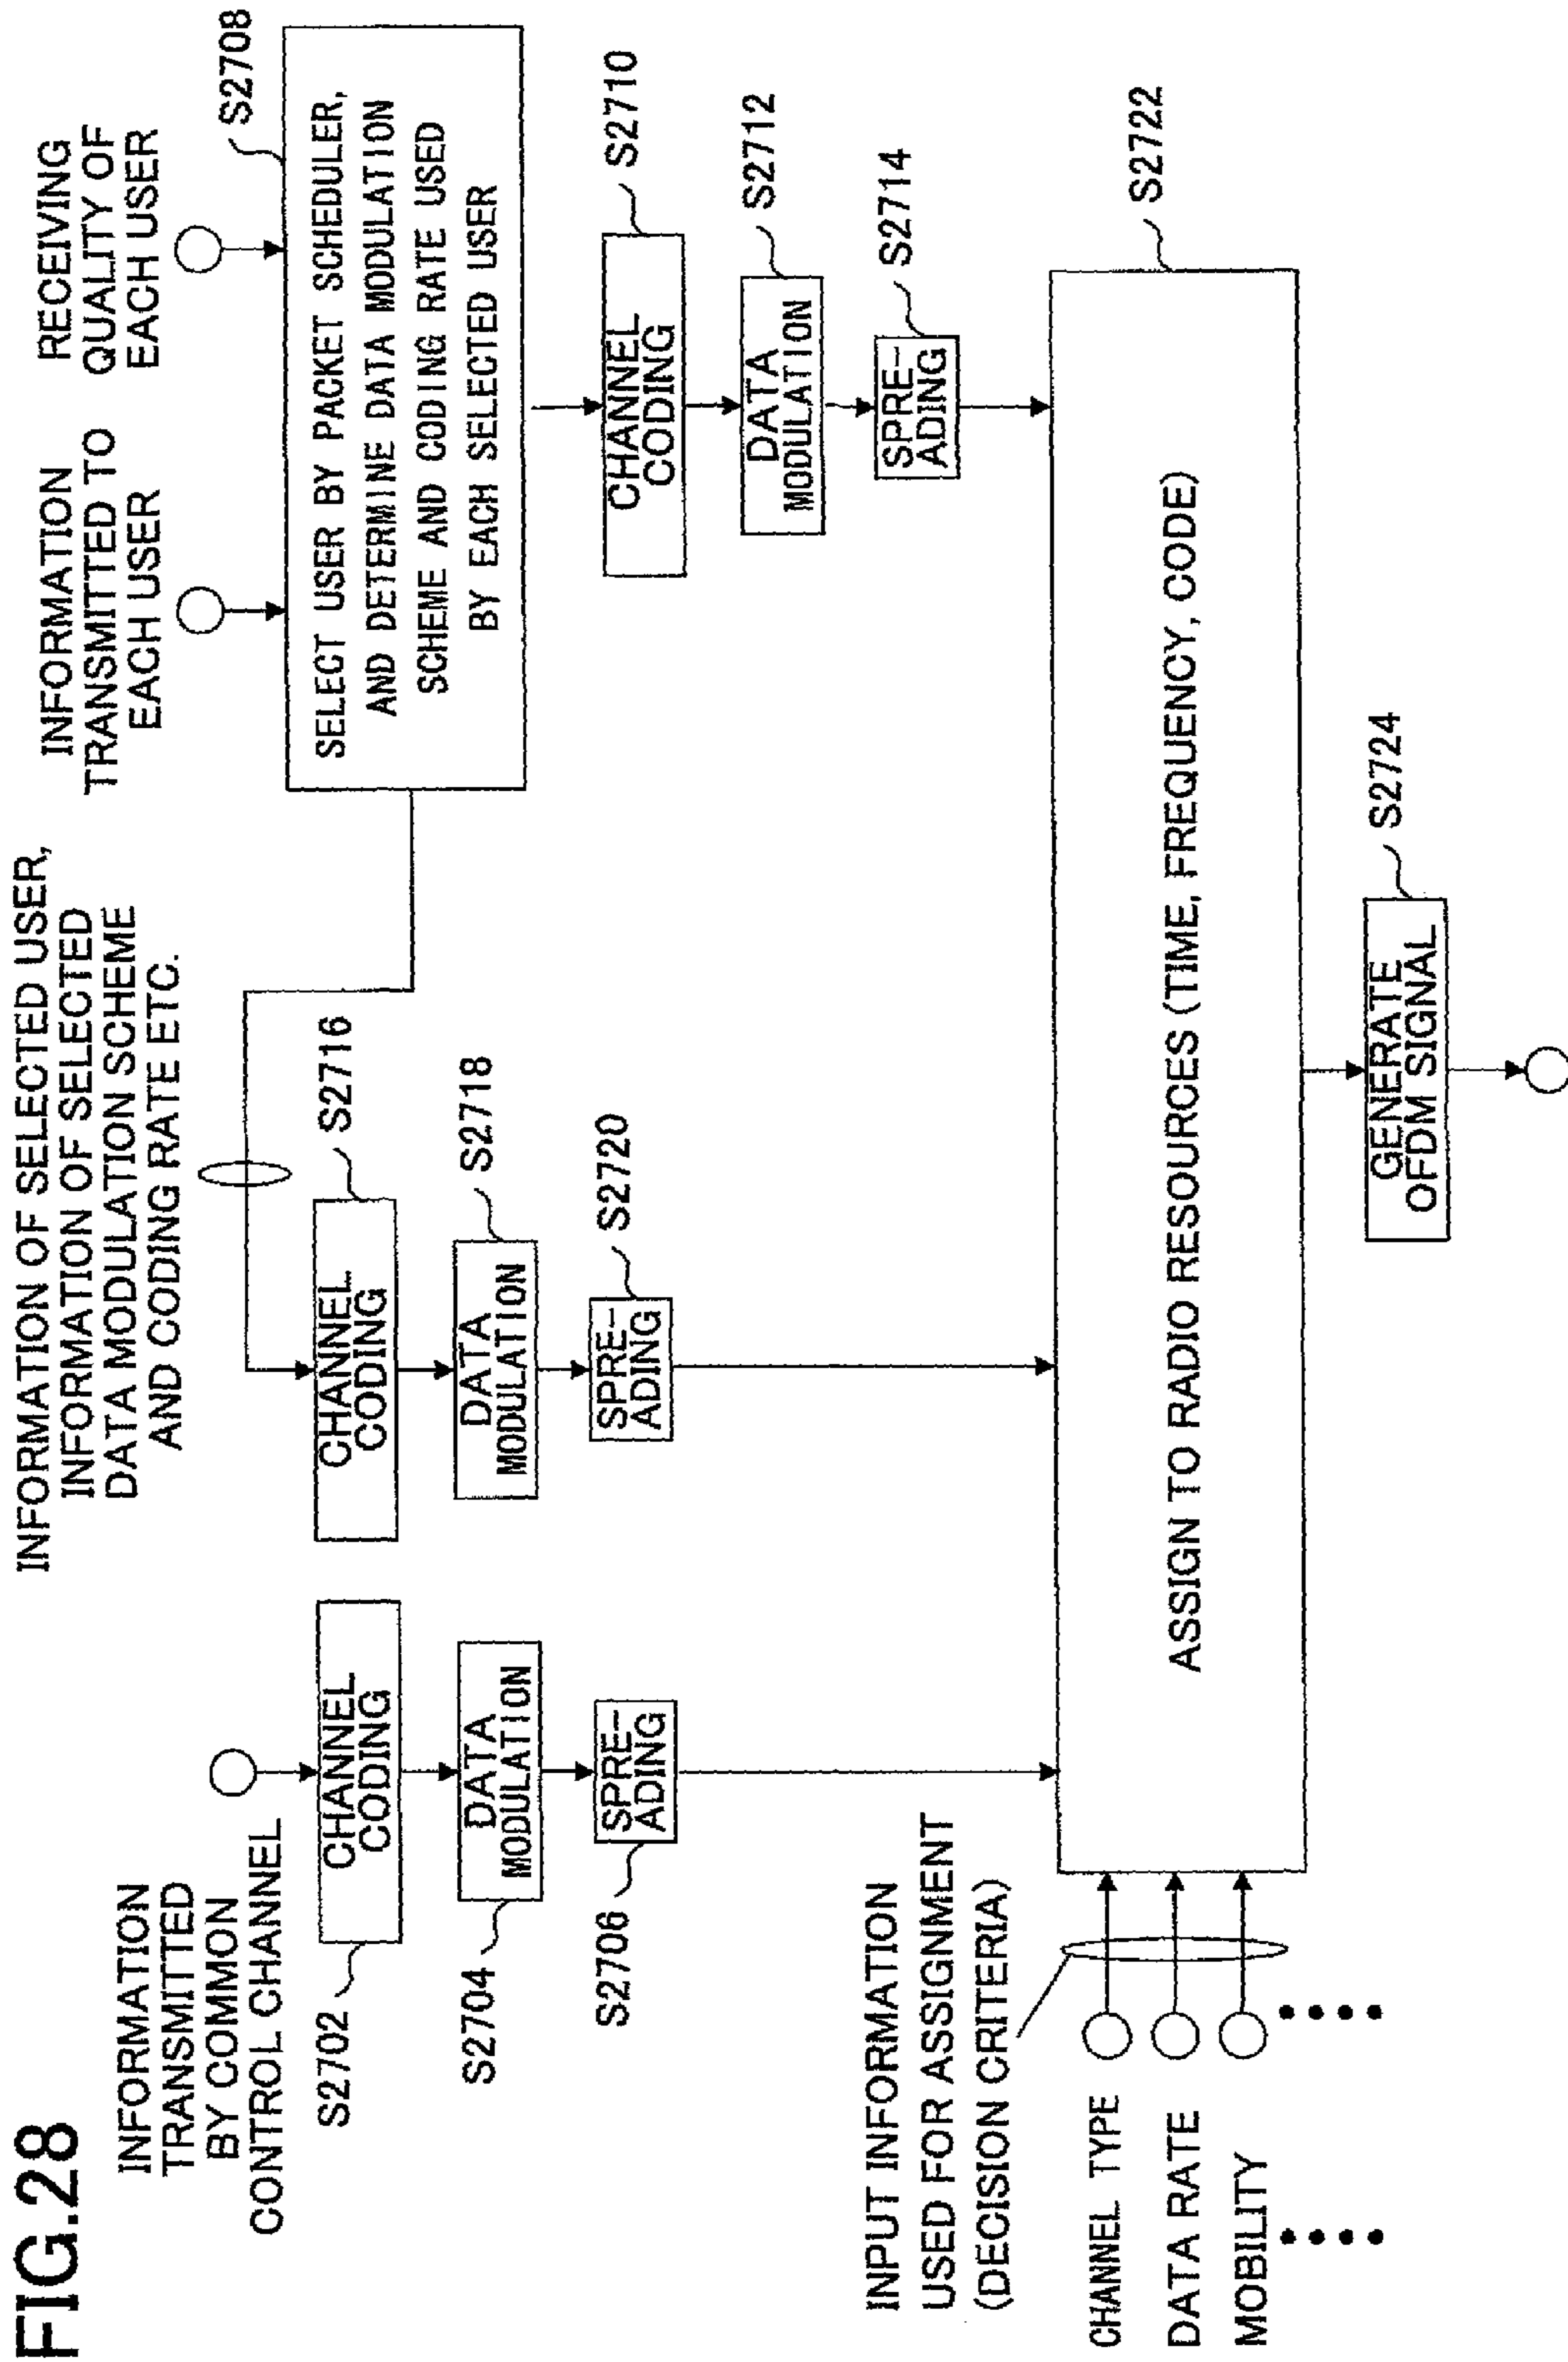 FIG.28
INFORMATION
TRANSMITTED
BY COMMON
CONTROL CHANNEL
S2702
CHANNEL
CODING
S2704
DATA
MODULATION
S2706
SPRE-
ADING
INFORMATION OF SELECTED USER,
INFORMATION OF SELECTED
DATA MODULATION SCHEME
AND CODING RATE ETC.
S2716
CHANNEL
CODING
S2718
DATA
MODULATION
S2720
SPRE-
ADING
INFORMATION
TRANSMITTED TO
EACH USER
RECEIVING
QUALITY OF
EACH USER
S2708
SELECT USER BY PACKET SCHEDULER,
AND DETERMINE DATA MODULATION
SCHEME AND CODING RATE USED
BY EACH SELECTED USER
S2710
CHANNEL
CODING
S2712
DATA
MODULATION
S2714
SPRE-
ADING
INPUT INFORMATION
USED FOR ASSIGNMENT
(DECISION CRITERIA)
CHANNEL TYPE
DATA RATE
MOBILITY
S2722
ASSIGN TO RADIO RESOURCES (TIME, FREQUENCY, CODE)
S2724
GENERATE
OFDM SIGNAL